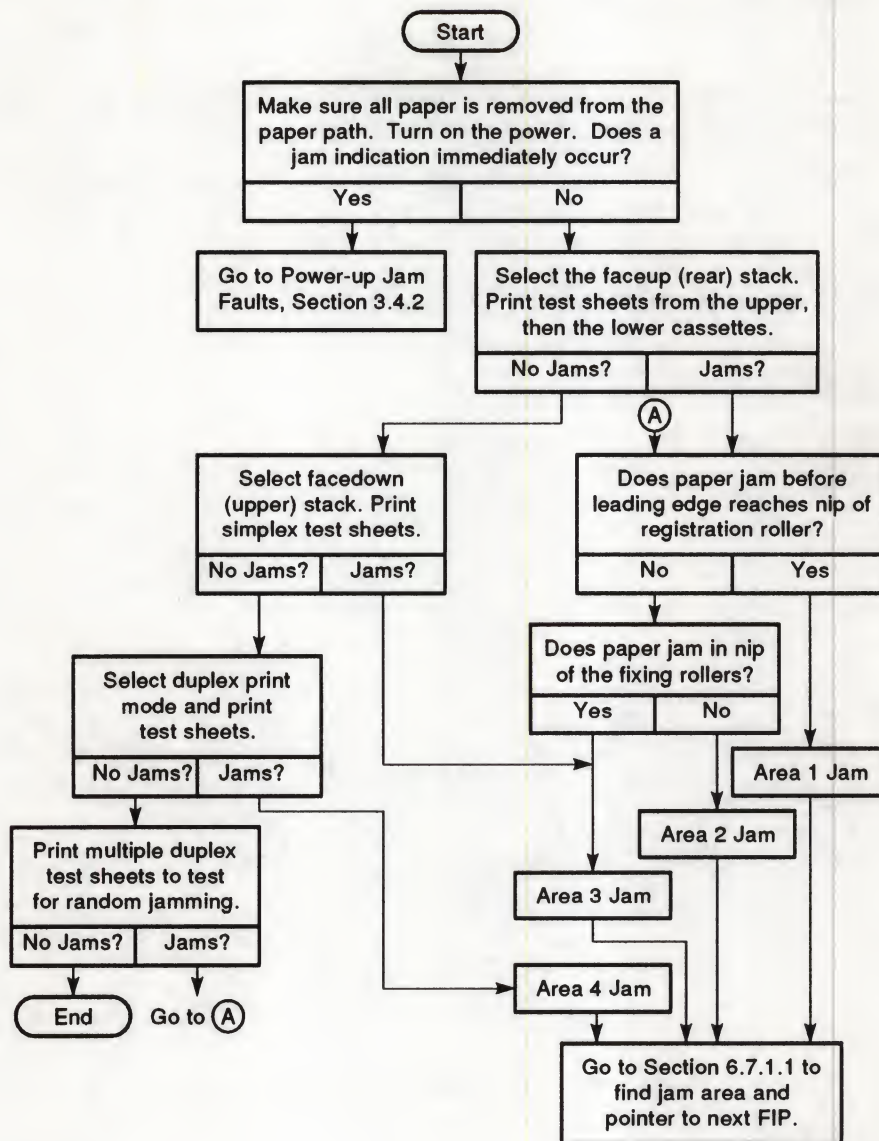 Start
Make sure all paper is removed from the
paper path. Turn on the power. Does a
jam indication immediately occur?
Yes
No
Go to Power-up Jam
Faults, Section 3.4.2
Select the faceup (rear) stack.
Print test sheets from the upper,
then the lower cassettes.
No Jams?
Jams?
A
Select facedown
(upper) stack. Print
simplex test sheets.
No Jams?
Jams?
Does paper jam before
leading edge reaches nip of
registration roller?
No
Yes
Select duplex print
mode and print
test sheets.
No Jams?
Jams?
Does paper jam in nip
of the fixing rollers?
Yes
No
Area 1 Jam
Area 2 Jam
Print multiple duplex
test sheets to test
for random jamming.
No Jams?
Jams?
Area 3 Jam
Area 4 Jam
End
Go to A
Go to Section 6.7.1.1 to
find jam area and
pointer to next FIP.